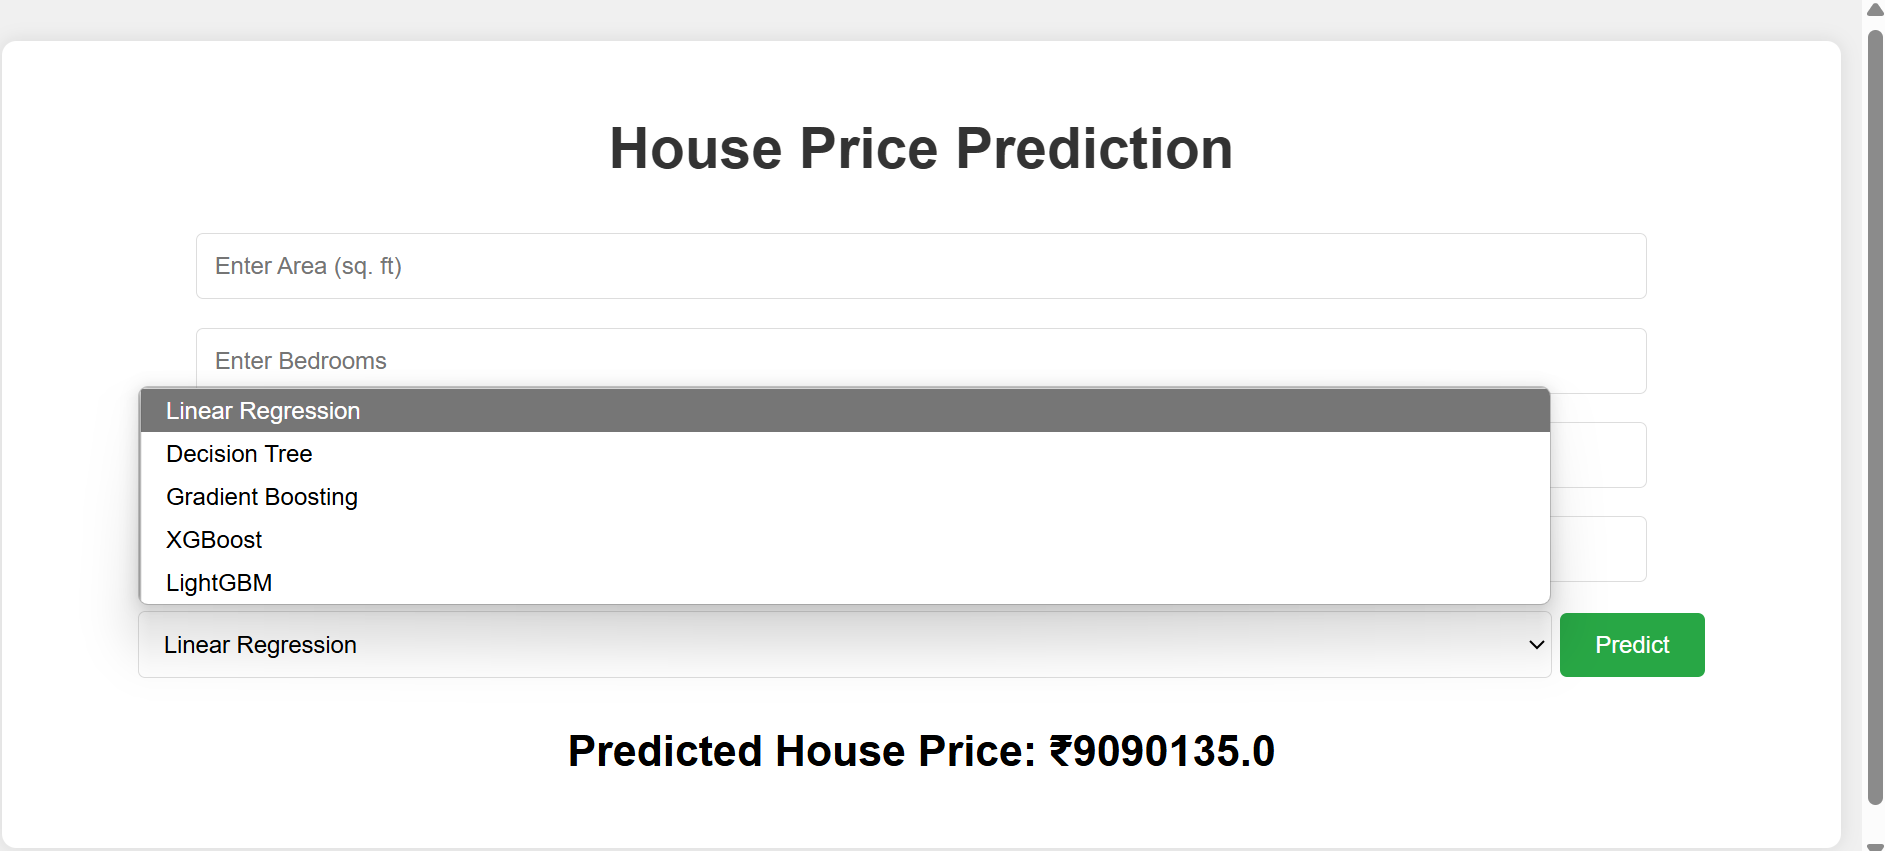 House Price Prediction
Enter Area (sq. ft)
Enter Bedrooms
Linear Regression
Decision Tree
Gradient Boosting
XGBoost
LightGBM
Linear Regression
Predict
Predicted House Price: ₹9090135.0